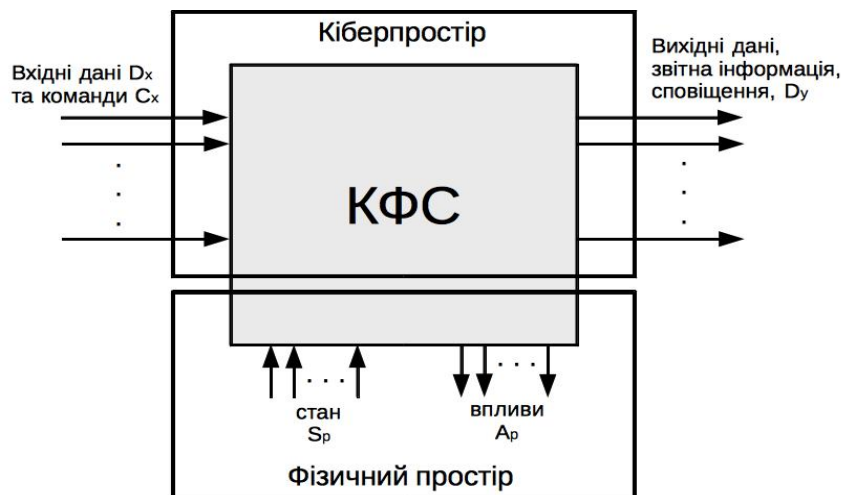 Кіберпростір
Вхідні дані Dx
та команди Cx
Вихідні дані,
звітна інформація,
сповіщення, Dy
КФС
стан
Sp
впливи
Ap
Фізичний простір